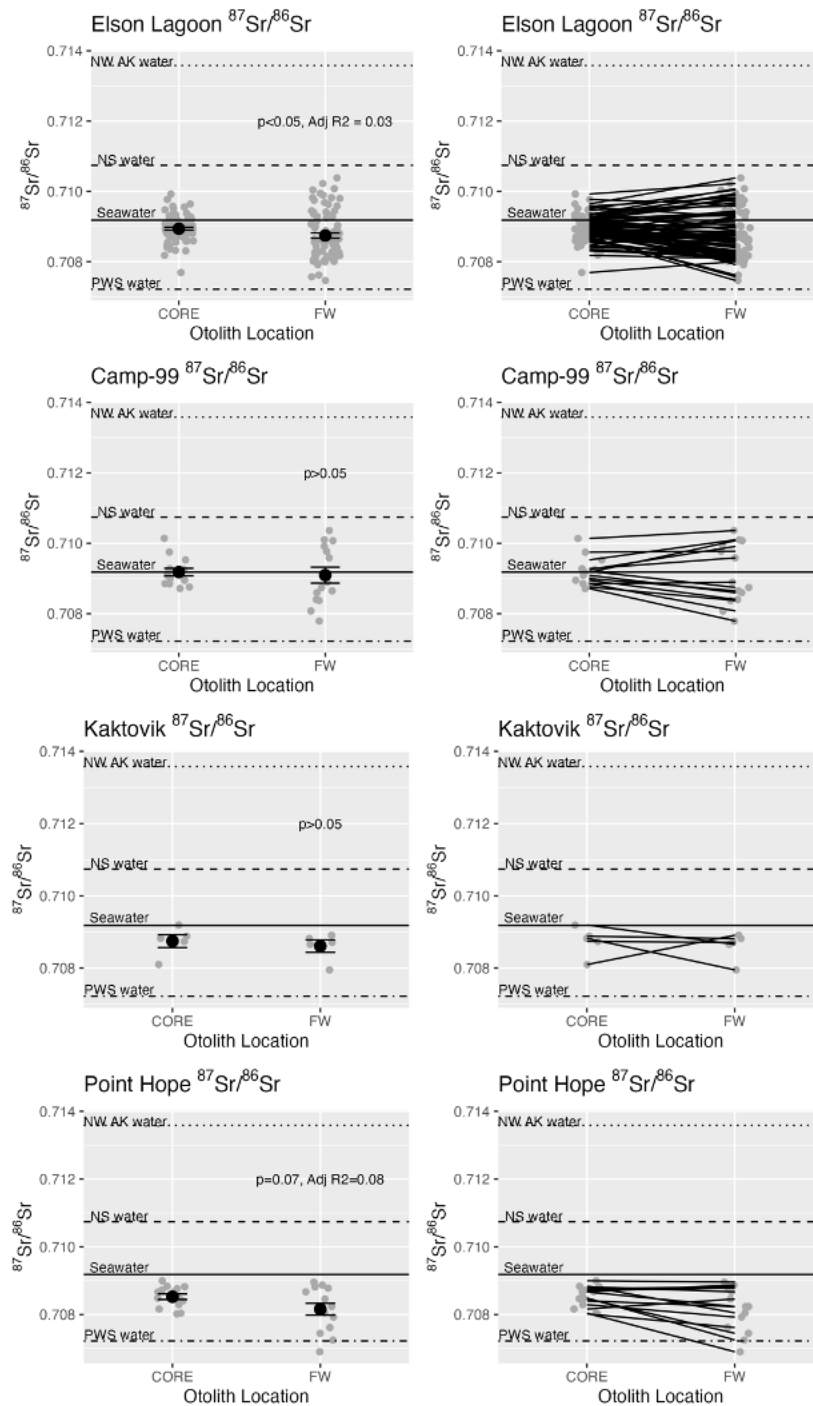 Elson Lagoon ⁸⁷Sr/⁸⁶Sr
0.714
NW AK water
p<0.05, Adj R2 = 0.03
0.712
NS water
0.710
Seawater
0.708
PWS water
CORE
FW
Otolith Location
⁸⁷Sr/⁸⁶Sr
Elson Lagoon ⁸⁷Sr/⁸⁶Sr
0.714
NW AK water
0.712
NS water
0.710
Seawater
0.708
PWS water
CORE
FW
Otolith Location
⁸⁷Sr/⁸⁶Sr
Camp-99 ⁸⁷Sr/⁸⁶Sr
0.714
NW AK water
0.712
p>0.05
NS water
0.710
Seawater
0.708
PWS water
CORE
FW
Otolith Location
⁸⁷Sr/⁸⁶Sr
Camp-99 ⁸⁷Sr/⁸⁶Sr
0.714
NW AK water
0.712
NS water
0.710
Seawater
0.708
PWS water
CORE
FW
Otolith Location
⁸⁷Sr/⁸⁶Sr
Kaktovik ⁸⁷Sr/⁸⁶Sr
0.714
NW AK water
0.712
p>0.05
NS water
0.710
Seawater
0.708
PWS water
CORE
FW
Otolith Location
⁸⁷Sr/⁸⁶Sr
Kaktovik ⁸⁷Sr/⁸⁶Sr
0.714
NW AK water
0.712
NS water
0.710
Seawater
0.708
PWS water
CORE
FW
Otolith Location
⁸⁷Sr/⁸⁶Sr
Point Hope ⁸⁷Sr/⁸⁶Sr
0.714
NW AK water
0.712
p=0.07, Adj R2=0.08
NS water
0.710
Seawater
0.708
PWS water
CORE
FW
Otolith Location
⁸⁷Sr/⁸⁶Sr
Point Hope ⁸⁷Sr/⁸⁶Sr
0.714
NW AK water
0.712
NS water
0.710
Seawater
0.708
PWS water
CORE
FW
Otolith Location
⁸⁷Sr/⁸⁶Sr